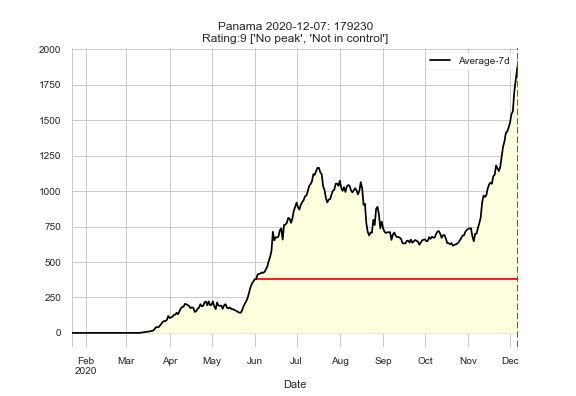 Panama 2020-12-07: 179230
Rating:9 ['No peak', 'Not in control']
Average-7d
2000
1750
1500
1250
1000
750
500
250
0
Feb Mar Apr May Jun Jul Aug Sep Oct Nov Dec
2020
Date